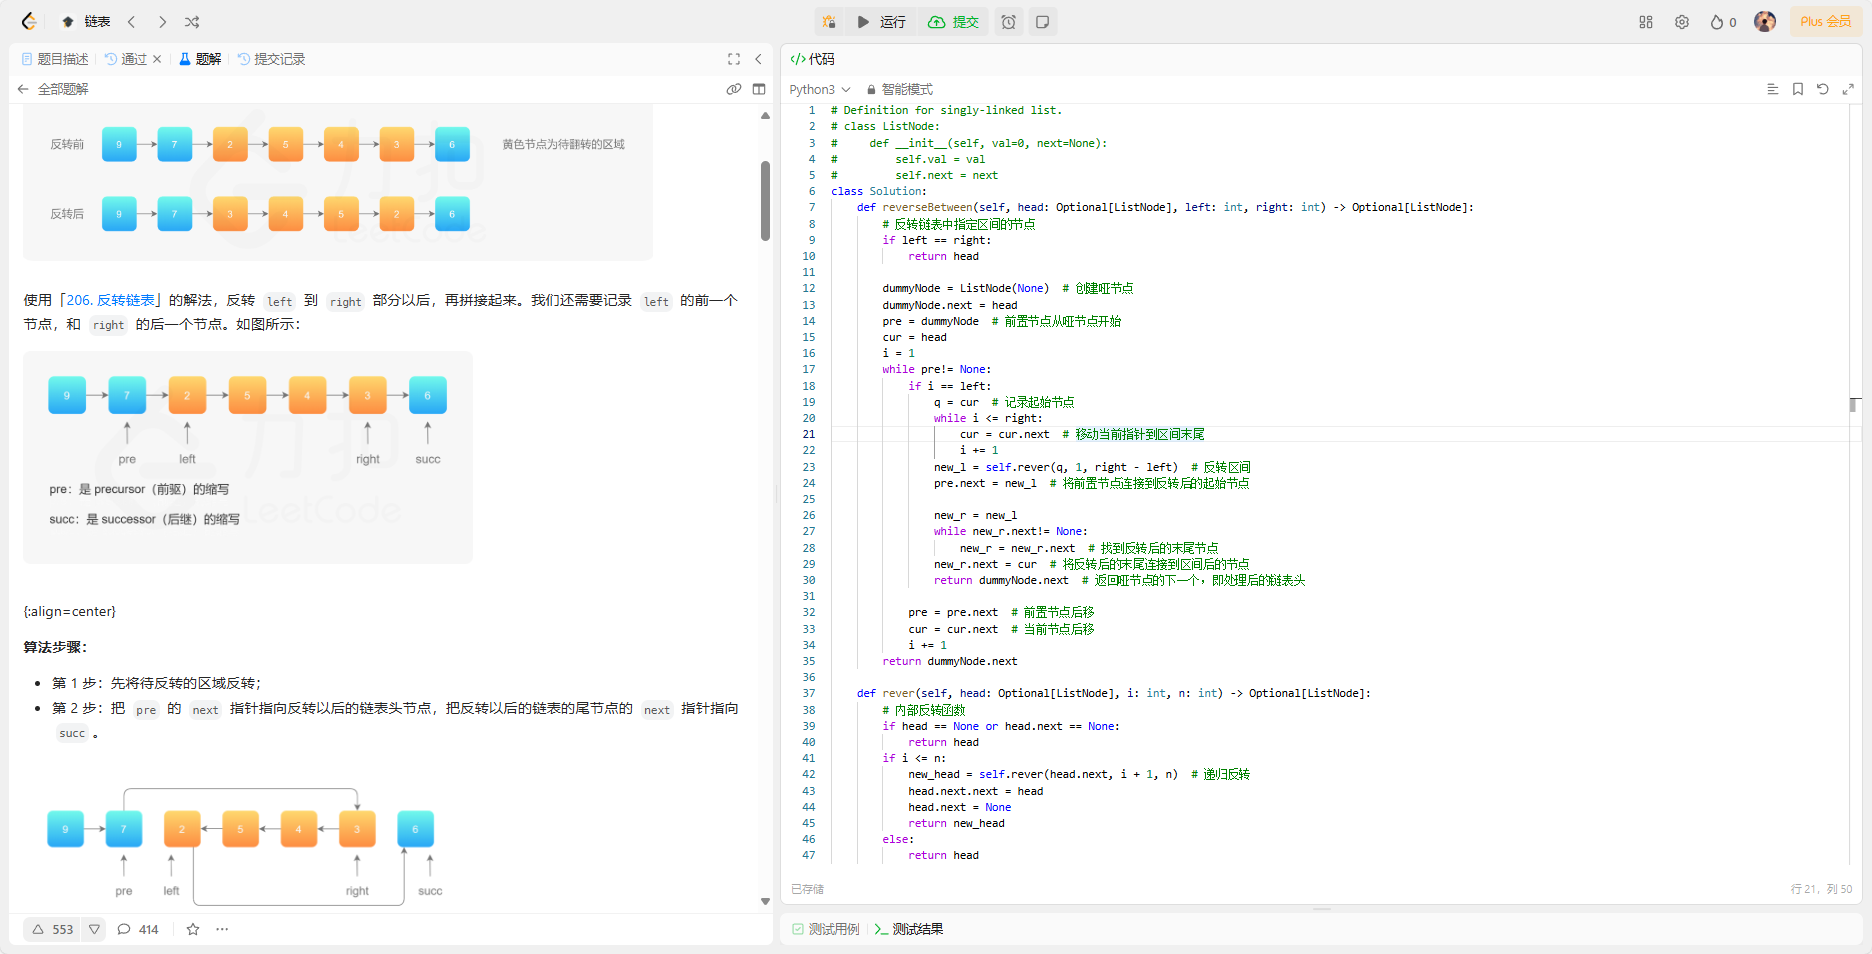 链表
运行
提交
0
Plus 会员
题目描述
通过
题解
提交记录
全部题解
反转前 9 7 2 5 4 3 6 黄色节点为待翻转的区域
反转后 9 7 3 4 5 2 6
力扣
LeetCode
使用「206. 反转链表」的解法，反转 left 到 right 部分以后，再拼接起来。我们还需要记录 left 的前一个
节点，和 right 的后一个节点。如图所示：
9 7 2 5 4 3 6
pre left right succ
力扣
pre：是 precursor（前驱）的缩写
succ：是 successor（后继）的缩写
LeetCode
{:align=center}
算法步骤：
• 第 1 步：先将待反转的区域反转；
• 第 2 步：把 pre 的 next 指针指向反转以后的链表头节点，把反转以后的链表的尾节点的 next 指针指向
succ 。
9 7 2 5 4 3 6
pre left right succ
553
414
代码
Python3
智能模式
1 # Definition for singly-linked list.
2 # class ListNode:
3 #     def __init__(self, val=0, next=None):
4 #         self.val = val
5 #         self.next = next
6 class Solution:
7     def reverseBetween(self, head: Optional[ListNode], left: int, right: int) -> Optional[ListNode]:
8         # 反转链表中指定区间的节点
9         if left == right:
10             return head
11
12         dummyNode = ListNode(None)  # 创建哑节点
13         dummyNode.next = head
14         pre = dummyNode  # 前置节点从哑节点开始
15         cur = head
16         i = 1
17         while pre!= None:
18             if i == left:
19                 q = cur  # 记录起始节点
20                 while i <= right:
21                     cur = cur.next  # 移动当前指针到区间末尾
22                     i += 1
23                 new_l = self.rever(q, 1, right - left)  # 反转区间
24                 pre.next = new_l  # 将前置节点连接到反转后的起始节点
25
26                 new_r = new_l
27                 while new_r.next!= None:
28                     new_r = new_r.next  # 找到反转后的末尾节点
29                 new_r.next = cur  # 将反转后的末尾连接到区间后的节点
30                 return dummyNode.next  # 返回哑节点的下一个，即处理后的链表头
31
32             pre = pre.next  # 前置节点后移
33             cur = cur.next  # 当前节点后移
34             i += 1
35         return dummyNode.next
36
37     def rever(self, head: Optional[ListNode], i: int, n: int) -> Optional[ListNode]:
38         # 内部反转函数
39         if head == None or head.next == None:
40             return head
41         if i <= n:
42             new_head = self.rever(head.next, i + 1, n)  # 递归反转
43             head.next.next = head
44             head.next = None
45             return new_head
46         else:
47             return head
已存储
行 21，列 50
测试用例
测试结果